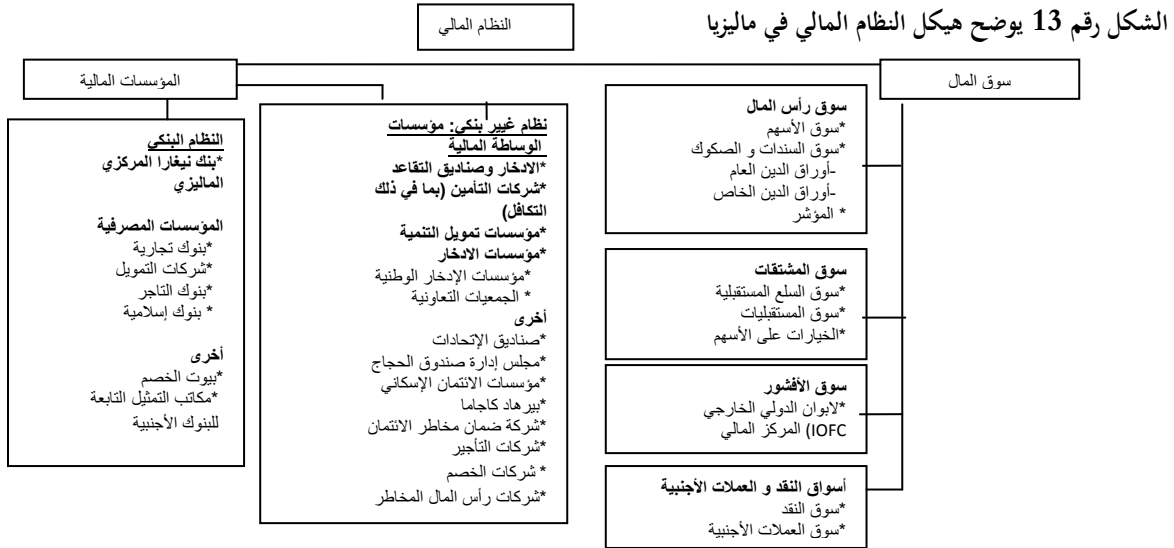 الشكل رقم 13 يوضح هيكل النظام المالي في ماليزيا
النظام المالي
سوق المال
المؤسسات المالية
سوق رأس المال
*سوق الأسهم
*سوق السندات و الصكوك
-أوراق الدين العام
-أوراق الدين الخاص
* المؤشر
سوق المشتقات
*سوق السلع المستقبلية
*سوق المستقبليات
*الخيارات على الأسهم
سوق الأفشور
*لابوان الدولي الخارجي
IOFC) المركز المالي
أسواق النقد و العملات الأجنبية
*سوق النقد
*سوق العملات الأجنبية
نظام غيير بنكي: مؤسسات
الوساطة المالية
*الادخار وصناديق التقاعد
*شركات التأمين (بما في ذلك
التكافل)
*مؤسسات تمويل التنمية
*مؤسسات الادخار
*مؤسسات الإدخار الوطنية
* الجمعيات التعاونية
أخرى
*صناديق الإتحادات
*مجلس إدارة صندوق الحجاج
*مؤسسات الائتمان الإسكاني
*بيرهاد كاجاما
*شركة ضمان مخاطر الائتمان
*شركات التأجير
* شركات الخصم
*شركات رأس المال المخاطر
النظام البنكي
*بنك نيغارا المركزي
الماليزي
المؤسسات المصرفية
*بنوك تجارية
*شركات التمويل
*بنوك التاجر
* بنوك إسلامية
أخرى
*بيوت الخصم
*مكاتب التمثيل التابعة
للبنوك الأجنبية